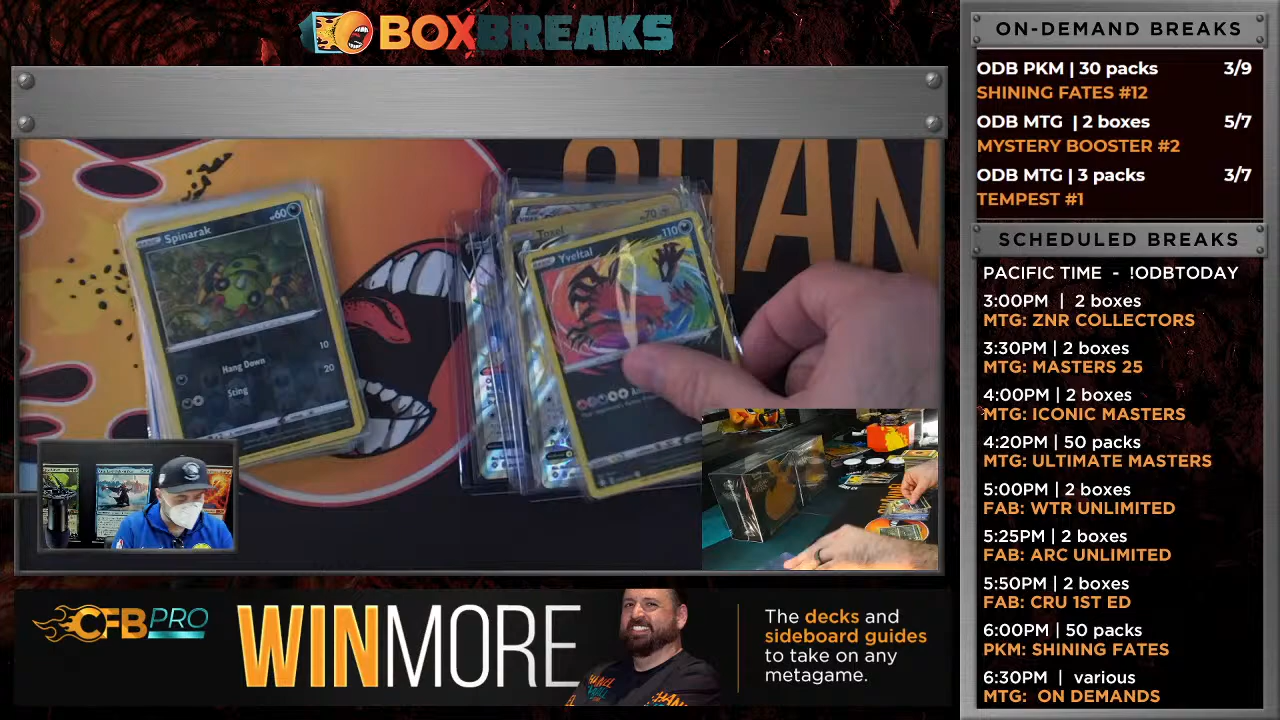 BOXBREAKS
ON-DEMAND BREAKS
ODB PKM | 30 packs 3/9
SHINING FATES #12
ODB MTG | 2 boxes 5/7
MYSTERY BOOSTER #2
ODB MTG | 3 packs 3/7
TEMPEST #1
SCHEDULED BREAKS
PACIFIC TIME - !ODBTODAY
3:00PM | 2 boxes
MTG: ZNR COLLECTORS
3:30PM | 2 boxes
MTG: MASTERS 25
4:00PM | 2 boxes
MTG: ICONIC MASTERS
4:20PM | 50 packs
MTG: ULTIMATE MASTERS
5:00PM | 2 boxes
FAB: WTR UNLIMITED
5:25PM | 2 boxes
FAB: ARC UNLIMITED
5:50PM | 2 boxes
FAB: CRU 1ST ED
6:00PM | 50 packs
PKM: SHINING FATES
6:30PM | various
MTG: ON DEMANDS
CHAN
BASIC Spinarak HP 60
Hang Down 10
Sting 20
70
Toxel
BASIC Yveltal 110
CFBPRO
WINMORE
The decks and
sideboard guides
to take on any
metagame.